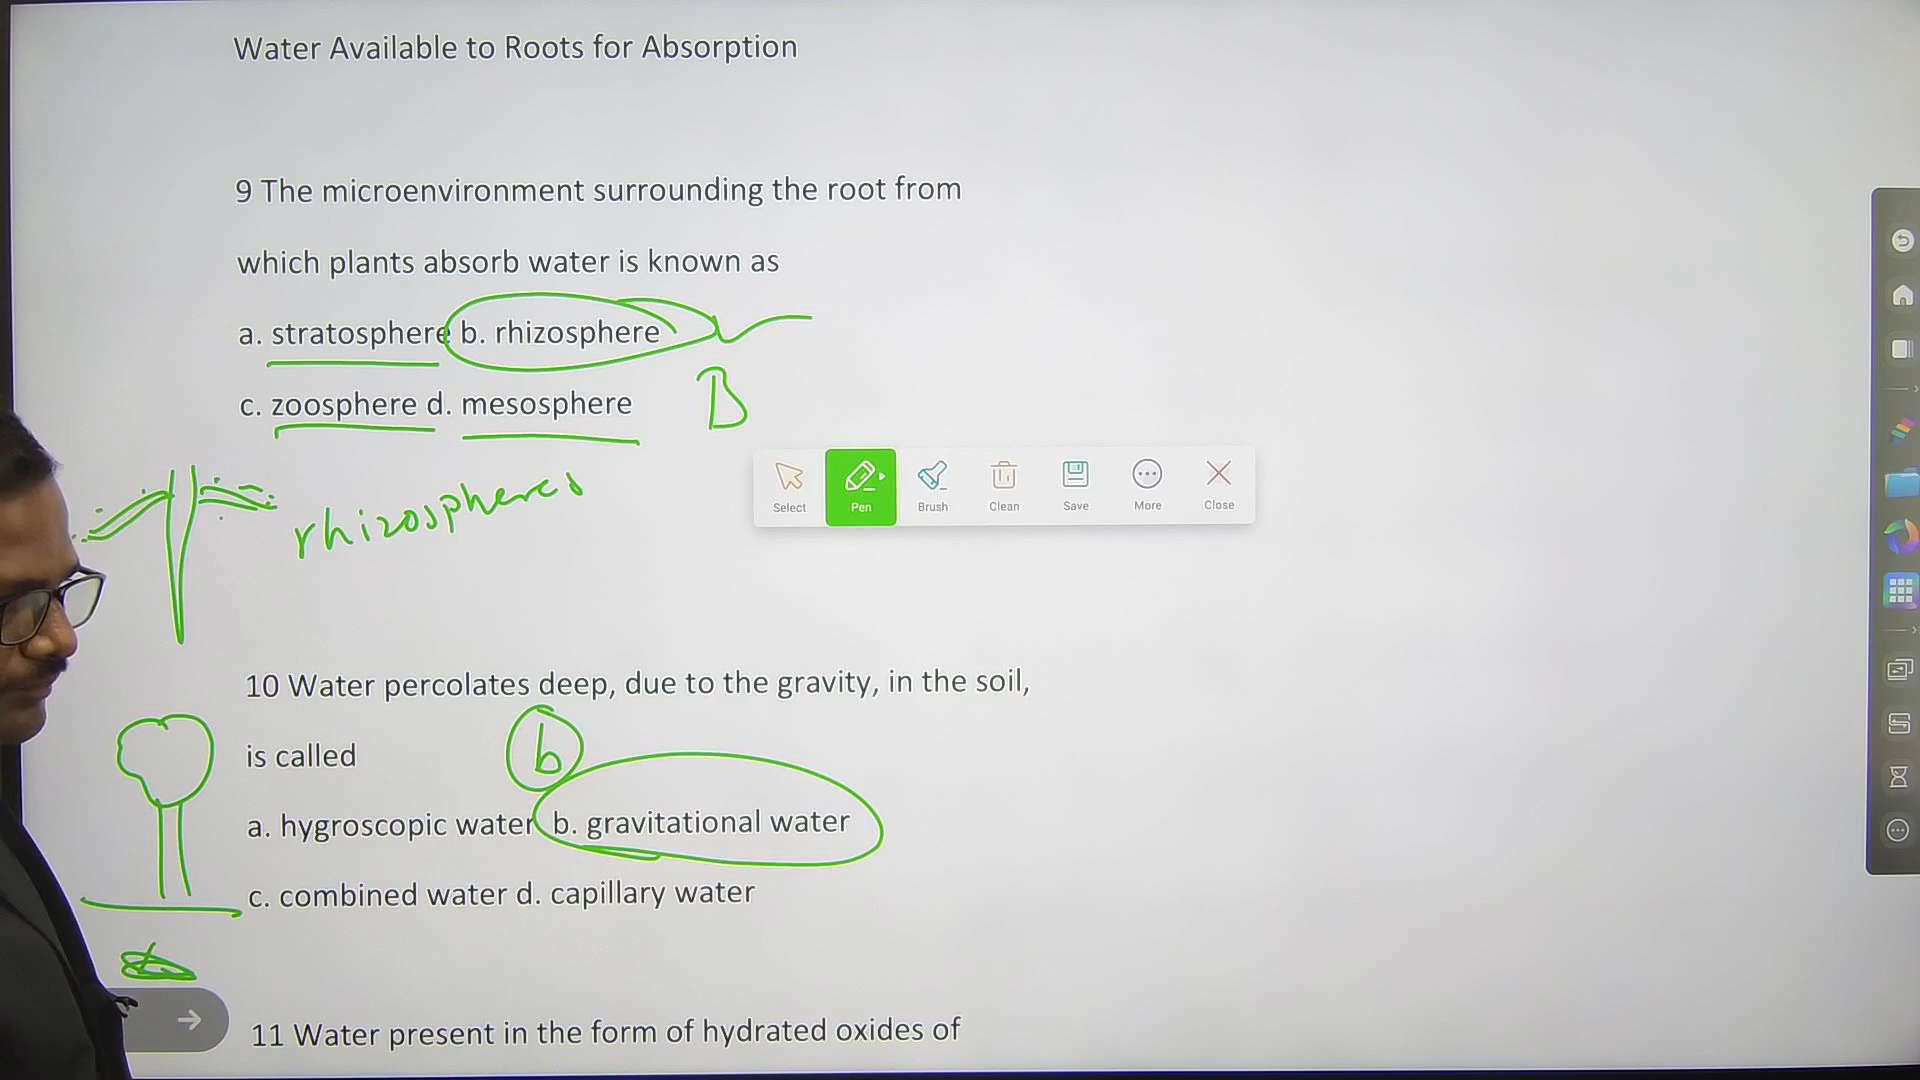 Water Available to Roots for Absorption
9 The microenvironment surrounding the root from
which plants absorb water is known as
a. stratosphere b. rhizosphere
c. zoosphere d. mesosphere
B
Select Pen Brush Clean Save More Close
rhizospheres
10 Water percolates deep, due to the gravity, in the soil,
is called
b
a. hygroscopic water b. gravitational water
c. combined water d. capillary water
11 Water present in the form of hydrated oxides of